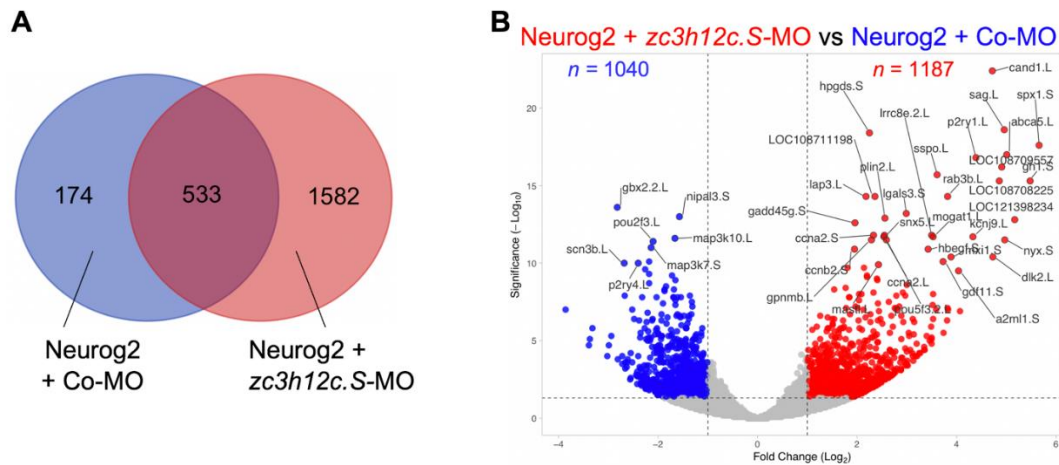 A
174
533
1582
Neurog2
+ Co-MO
Neurog2 +
zc3h12c.S-MO
B
Neurog2 + zc3h12c.S-MO vs Neurog2 + Co-MO
n = 1040
n = 1187
cand1.L
hpgds.S
sag.L
spx1.S
lrrc8e.2.L
p2ry1.L
abca5.L
LOC108711198
sspo.L
LOC108709557
gh1.S
plin2.L
gbx2.2.L
nipal3.S
lap3.L
lgals3.S
rab3b.L
LOC108708225
LOC121398234
pou2f3.L
gadd45g.S
snx5.L
mogat1.L
kcnj9.L
scn3b.L
map3k10.L
ccna2.S
hbegf.S
nyx.S
map3k7.S
ccnb2.S
dlk2.L
p2ry4.L
gpnmb.L
ccna2.L
gdf11.S
mastl.L
a2ml1.S
Significance (−Log10)
20
15
10
5
0
−4
−2
0
2
4
6
Fold Change (Log2)